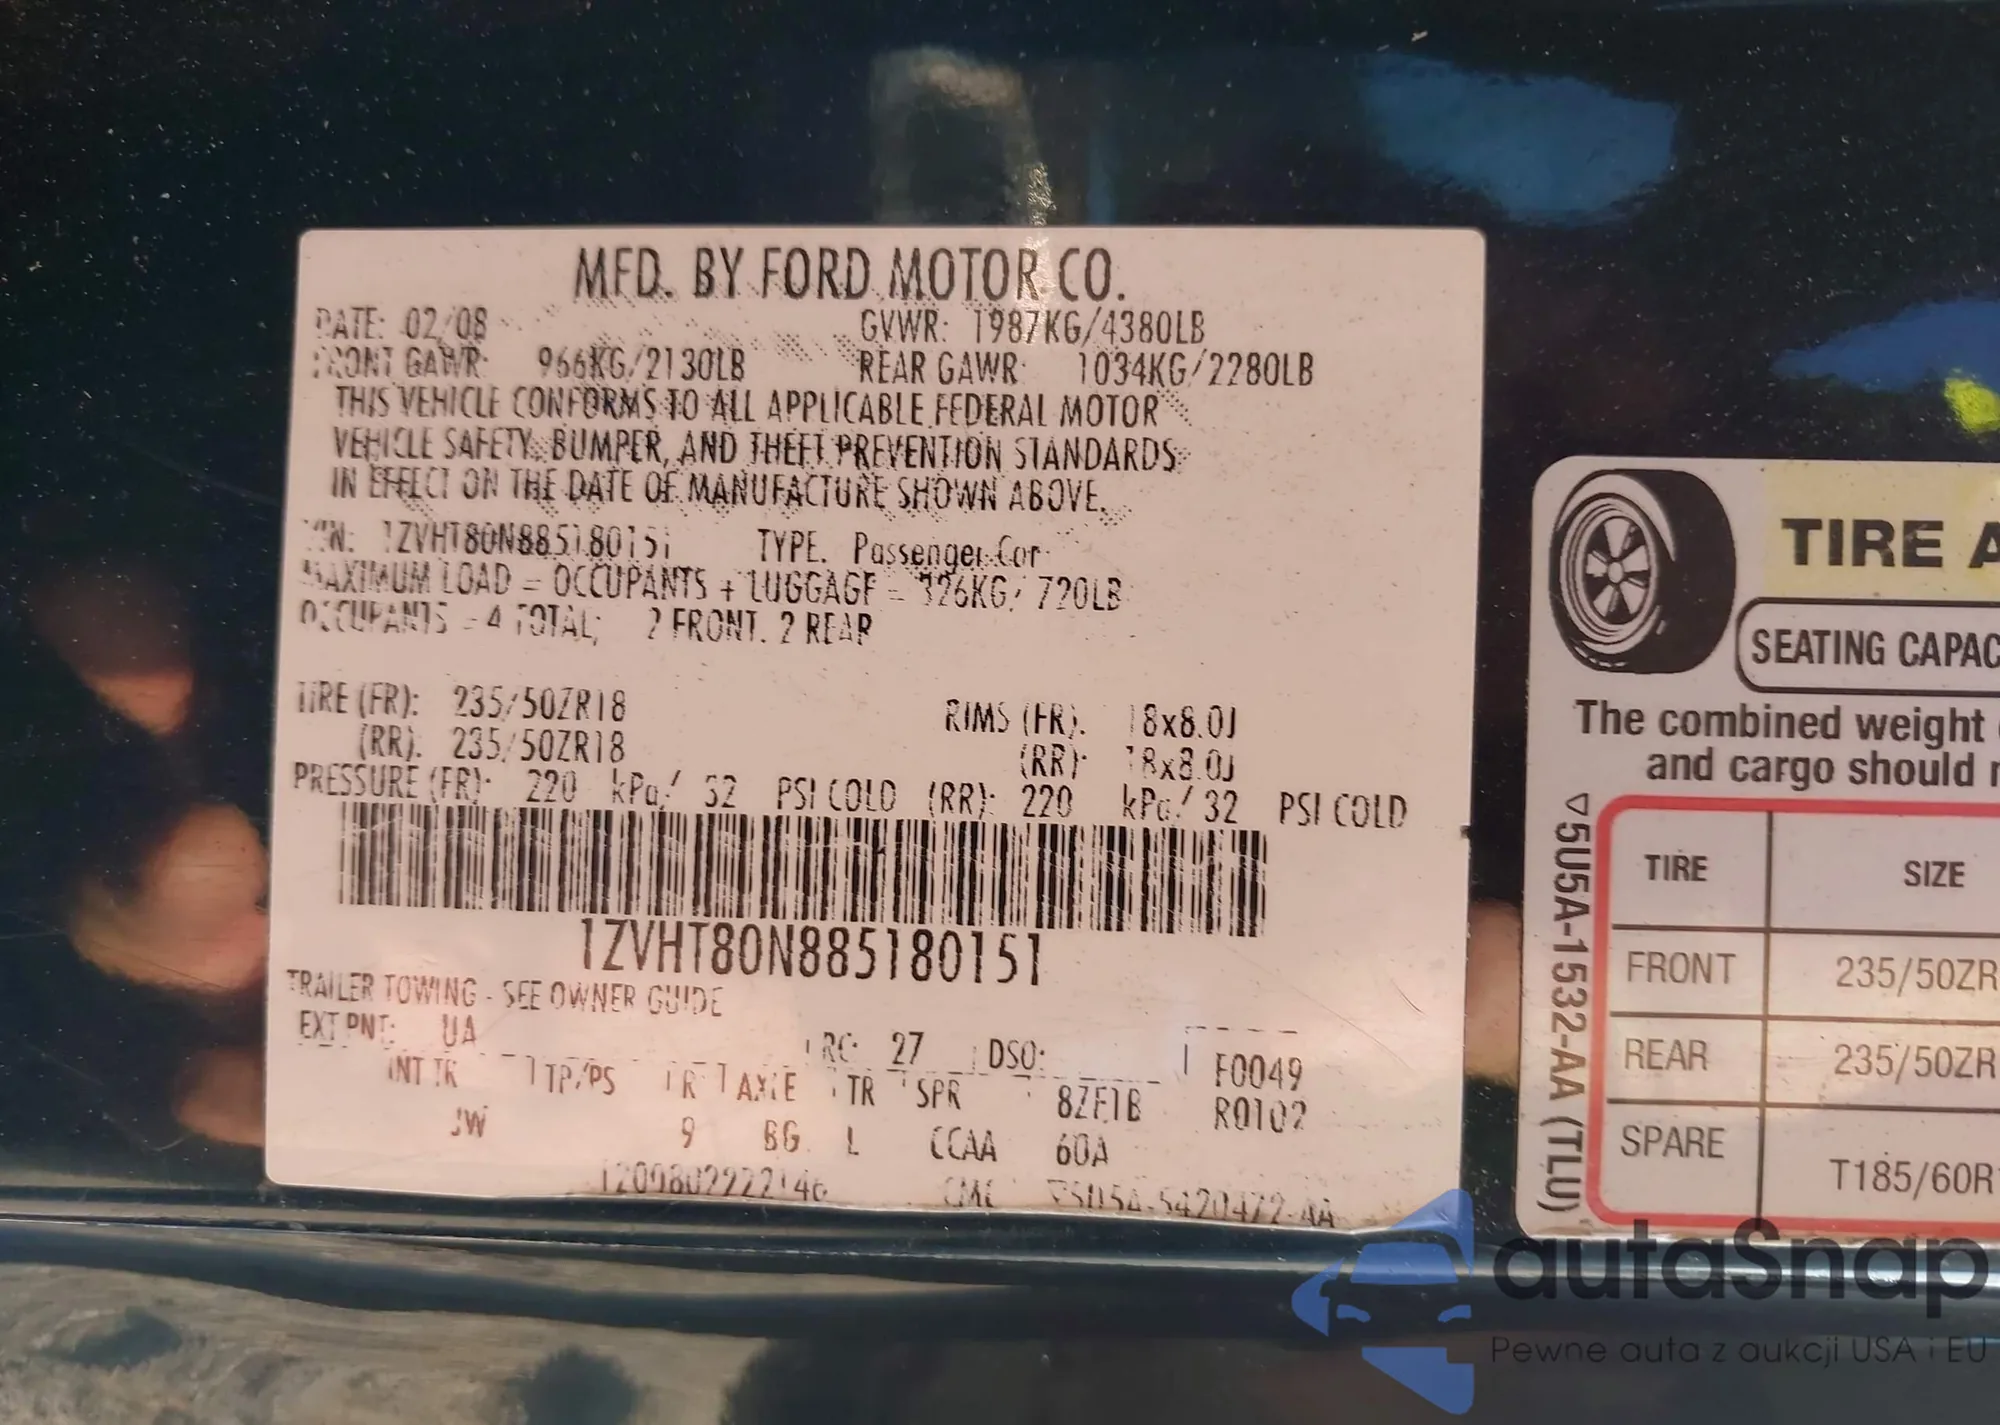 MFD. BY FORD MOTOR CO.
DATE: 02/08 GVWR: 1987KG/4380LB
FRONT GAWR: 966KG/2130LB REAR GAWR: 1034KG/2280LB
THIS VEHICLE CONFORMS TO ALL APPLICABLE FEDERAL MOTOR
VEHICLE SAFETY, BUMPER, AND THEFT PREVENTION STANDARDS
IN EFFECT ON THE DATE OF MANUFACTURE SHOWN ABOVE.
VIN: 1ZVHT80N885180151 TYPE: Passenger Car
MAXIMUM LOAD = OCCUPANTS + LUGGAGE = 326KG/ 720LB
OCCUPANTS = 4 TOTAL; 2 FRONT. 2 REAR
TIRE (FR): 235/50ZR18 RIMS (FR): 18x8.0J
(RR): 235/50ZR18 (RR): 18x8.0J
PRESSURE (FR): 220 kPa/ 32 PSI COLD (RR): 220 kPa/ 32 PSI COLD
1ZVHT80N885180151
TRAILER TOWING - SEE OWNER GUIDE
EXT PNT: UA RC: 27 DSO: F0049
INT TR TP/PS R AXLE TR SPR 8ZE1B R0102
JW 9 BG L CCAA 60A
TIRE A
SEATING CAPAC
The combined weight
and cargo should
TIRE SIZE
FRONT 235/50ZR
REAR 235/50ZR
SPARE T185/60R
▽5U5A-1532-AA (TLU)
autaSnap
Pewne auta z aukcji USA i EU